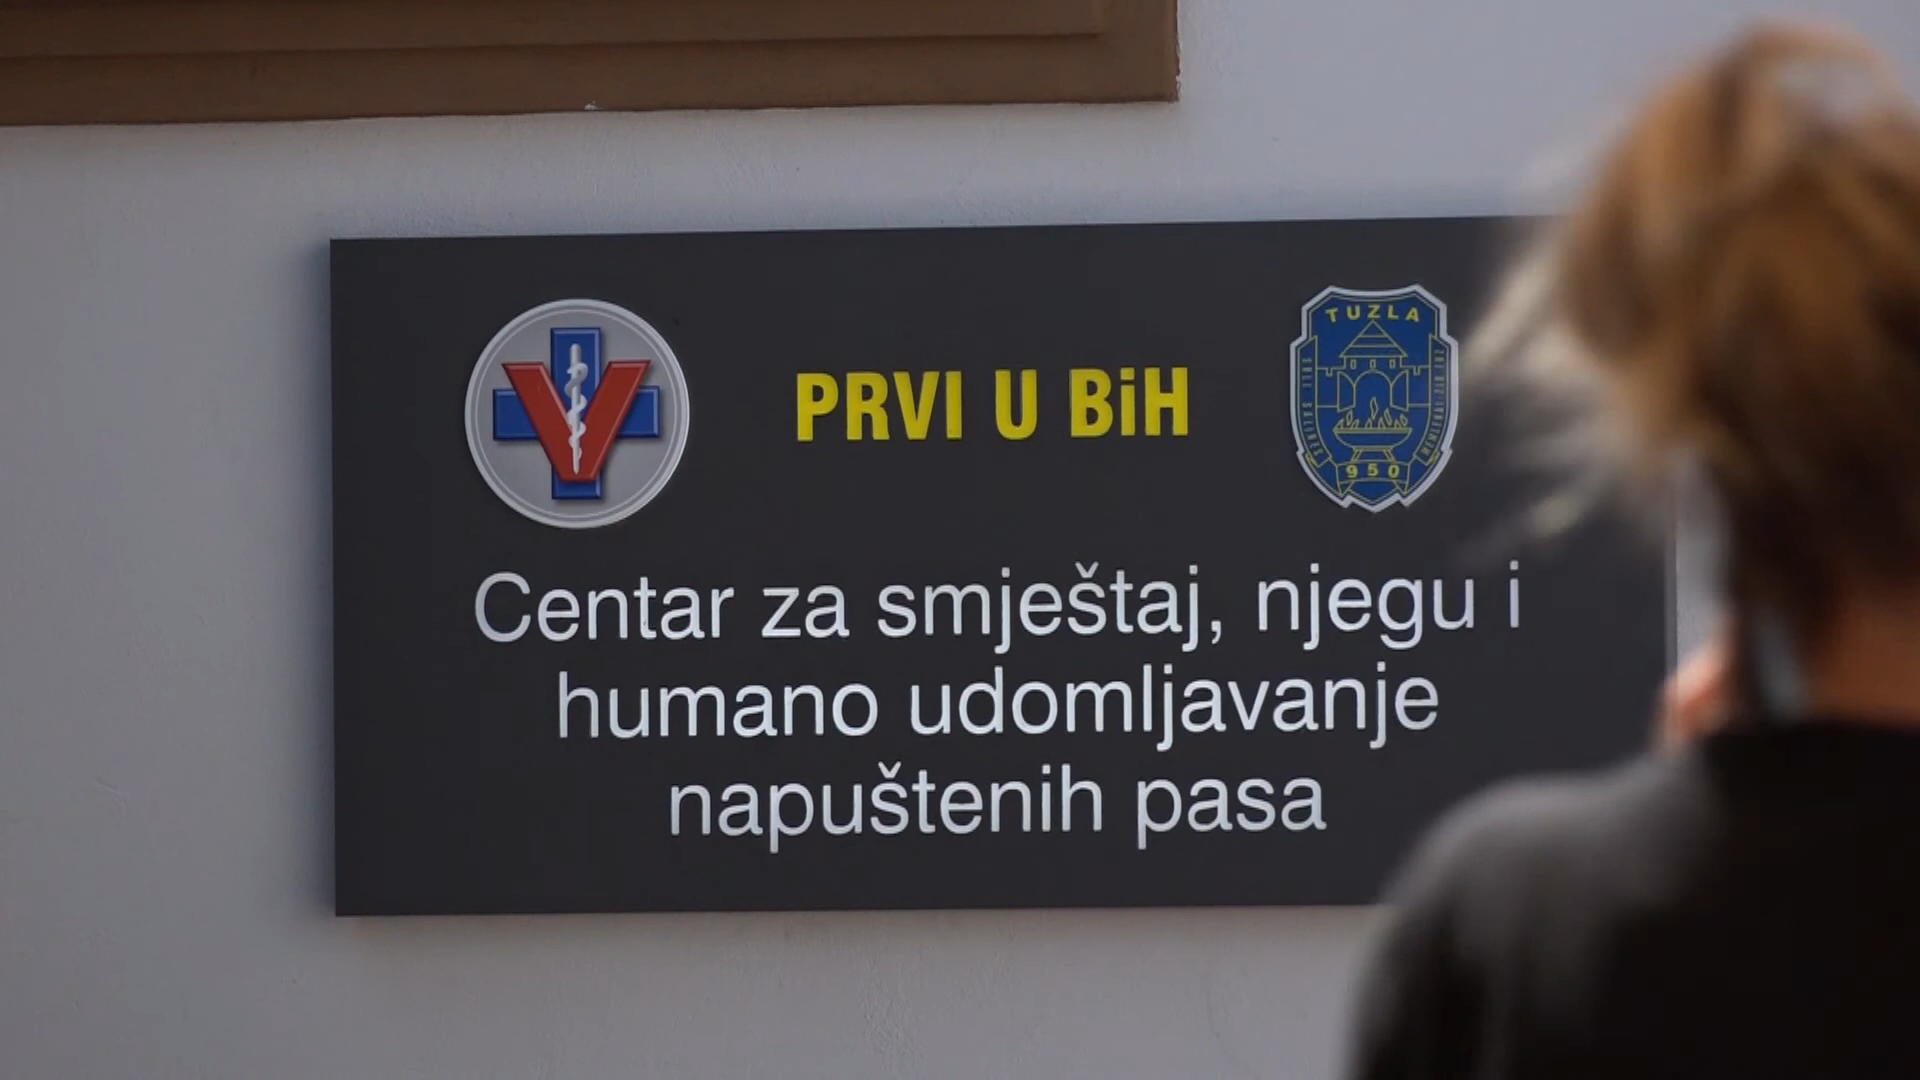 TUZLA
PRVI U BiH
950
Centar za smještaj, njegu i
humano udomljavanje
napuštenih pasa